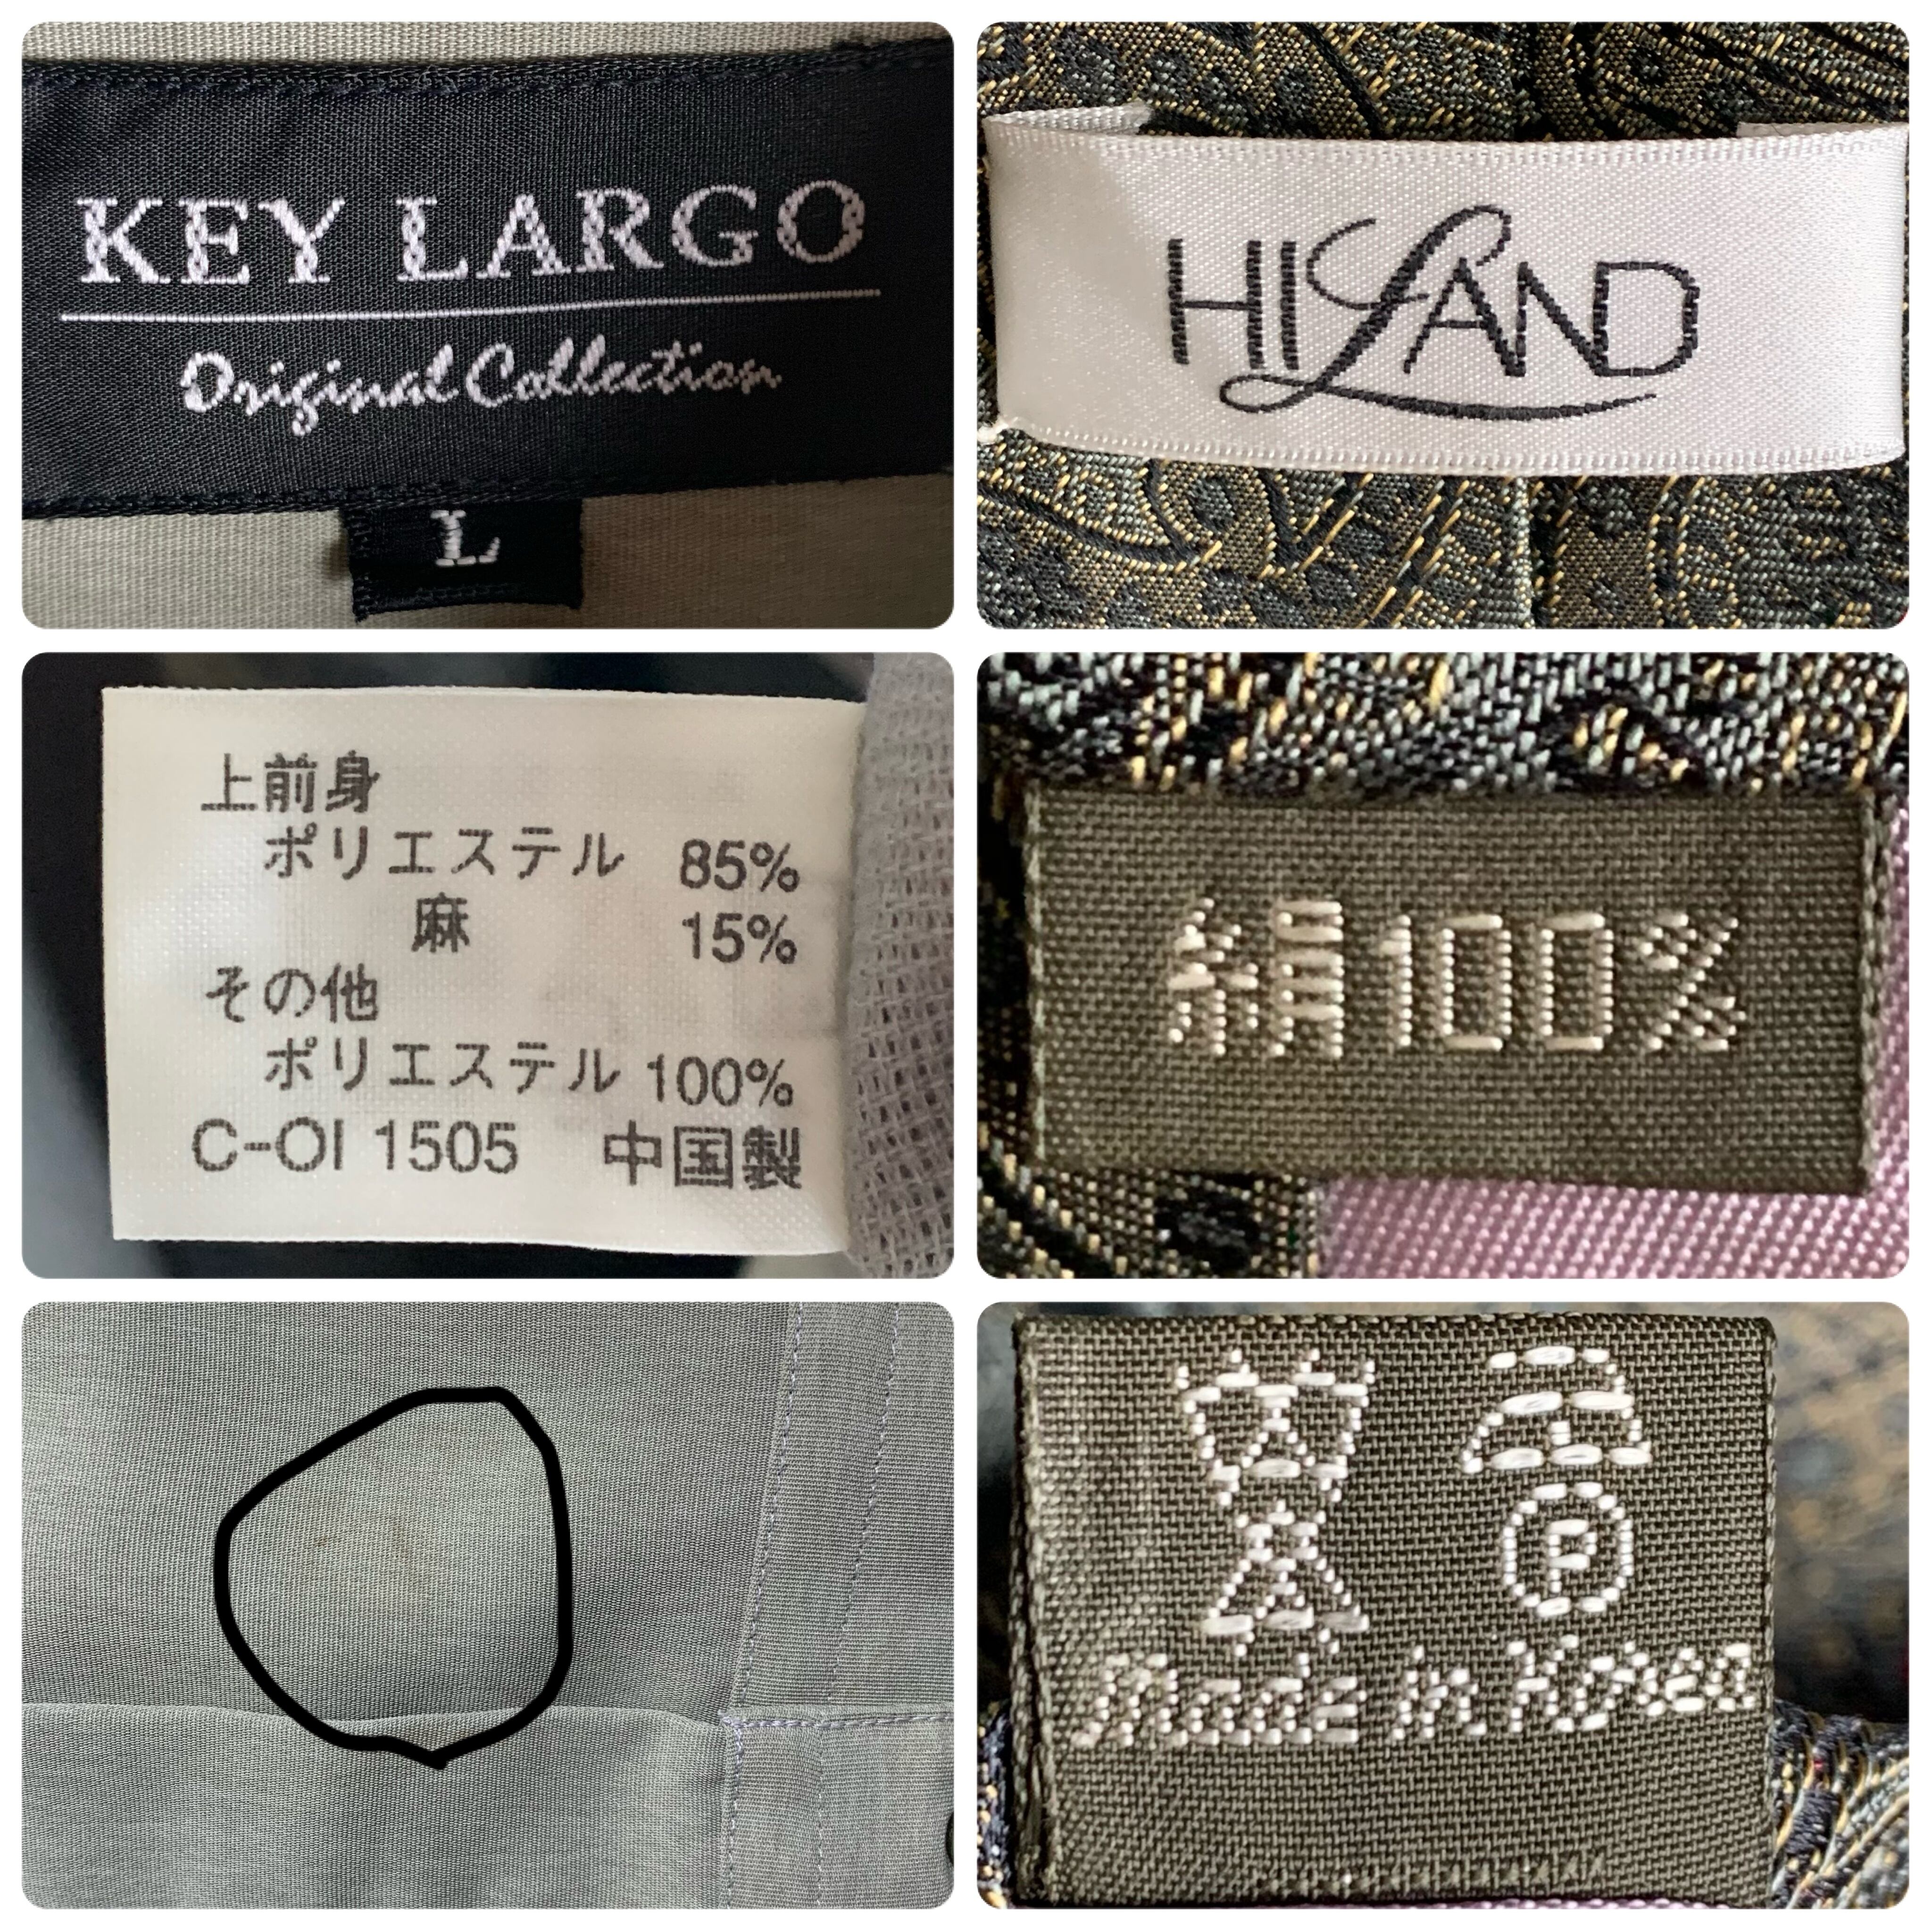 KEY LARGO
Original Collection
L
HILAND
上前身
ポリエステル 85%
麻 15%
その他
ポリエステル 100%
C-OI 1505 中国製
絹100%
P
Made in Korea